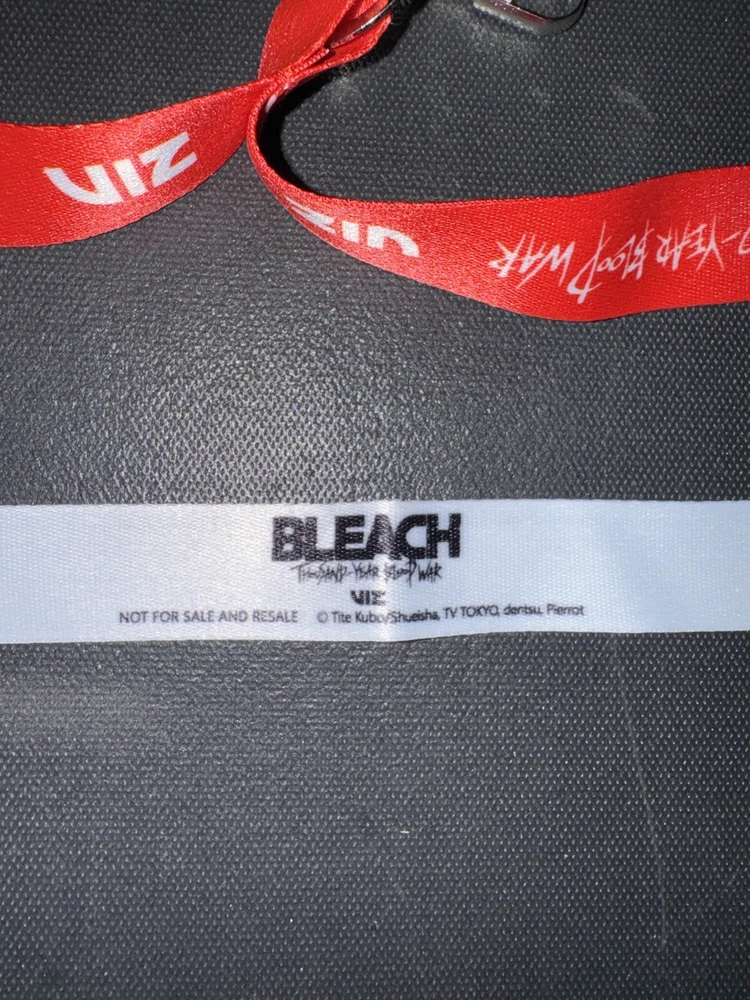 VIZ
VIZ
-YEAR BLOOD WAR
BLEACH
THOUSAND-YEAR BLOOD WAR
VIZ
NOT FOR SALE AND RESALE © Tite Kubo/Shueisha, TV TOKYO, dentsu, Pierrot